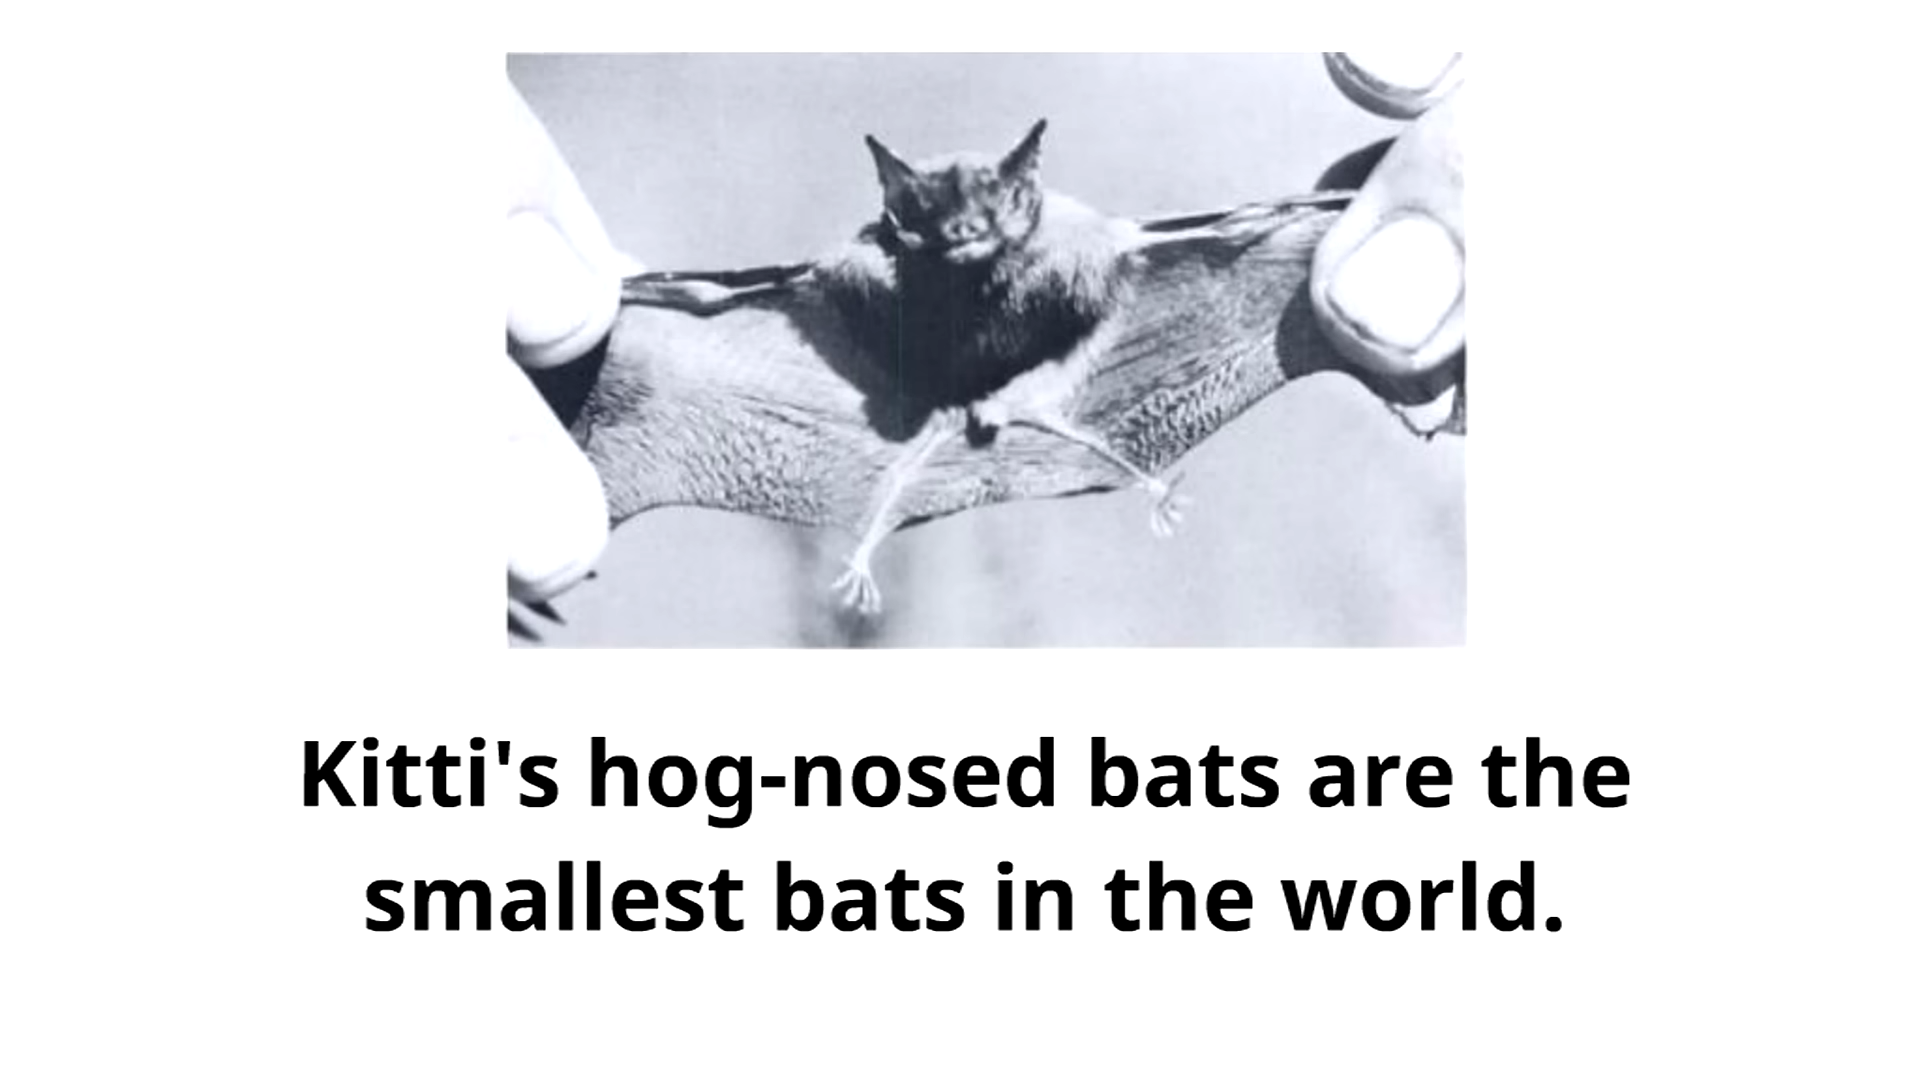 Kitti's hog-nosed bats are the
smallest bats in the world.